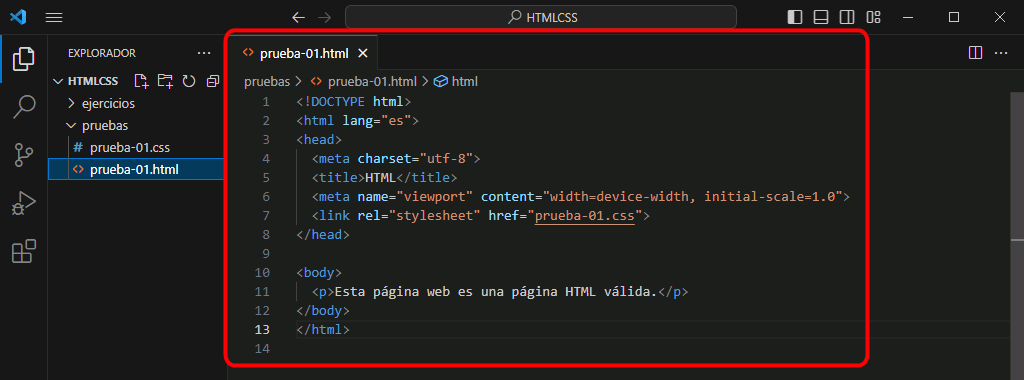 HTMLCSS
EXPLORADOR
HTMLCSS
ejercicios
pruebas
# prueba-01.css
<> prueba-01.html
<> prueba-01.html
pruebas > <> prueba-01.html > html
1 <!DOCTYPE html>
2 <html lang="es">
3 <head>
4   <meta charset="utf-8">
5   <title>HTML</title>
6   <meta name="viewport" content="width=device-width, initial-scale=1.0">
7   <link rel="stylesheet" href="prueba-01.css">
8 </head>
9
10 <body>
11   <p>Esta página web es una página HTML válida.</p>
12 </body>
13 </html>
14